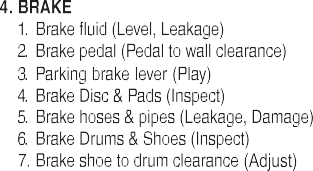 4. BRAKE
1. Brake fluid (Level, Leakage)
2. Brake pedal (Pedal to wall clearance)
3. Parking brake lever (Play)
4. Brake Disc & Pads (Inspect)
5. Brake hoses & pipes (Leakage, Damage)
6. Brake Drums & Shoes (Inspect)
7. Brake shoe to drum clearance (Adjust)